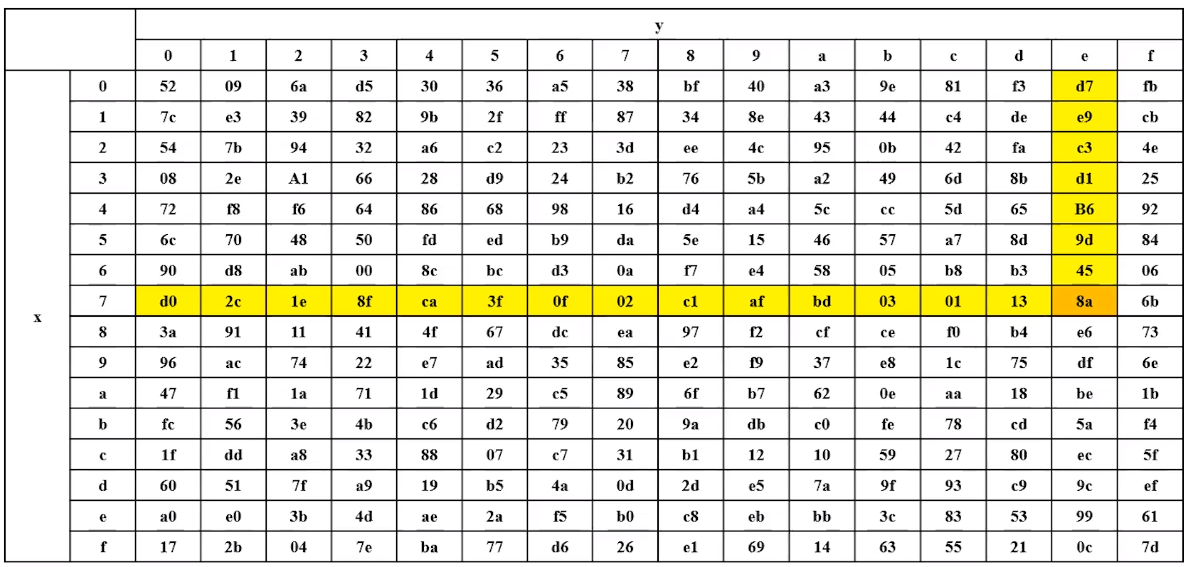 y
0 1 2 3 4 5 6 7 8 9 a b c d e f
0 52 09 6a d5 30 36 a5 38 bf 40 a3 9e 81 f3 d7 fb
1 7c e3 39 82 9b 2f ff 87 34 8e 43 44 c4 de e9 cb
2 54 7b 94 32 a6 c2 23 3d ee 4c 95 0b 42 fa c3 4e
3 08 2e A1 66 28 d9 24 b2 76 5b a2 49 6d 8b d1 25
4 72 f8 f6 64 86 68 98 16 d4 a4 5c cc 5d 65 B6 92
5 6c 70 48 50 fd ed b9 da 5e 15 46 57 a7 8d 9d 84
6 90 d8 ab 00 8c bc d3 0a f7 e4 58 05 b8 b3 45 06
x 7 d0 2c 1e 8f ca 3f 0f 02 c1 af bd 03 01 13 8a 6b
8 3a 91 11 41 4f 67 dc ea 97 f2 cf ce f0 b4 e6 73
9 96 ac 74 22 e7 ad 35 85 e2 f9 37 e8 1c 75 df 6e
a 47 f1 1a 71 1d 29 c5 89 6f b7 62 0e aa 18 be 1b
b fc 56 3e 4b c6 d2 79 20 9a db c0 fe 78 cd 5a f4
c 1f dd a8 33 88 07 c7 31 b1 12 10 59 27 80 ec 5f
d 60 51 7f a9 19 b5 4a 0d 2d e5 7a 9f 93 c9 9c ef
e a0 e0 3b 4d ae 2a f5 b0 c8 eb bb 3c 83 53 99 61
f 17 2b 04 7e ba 77 d6 26 e1 69 14 63 55 21 0c 7d